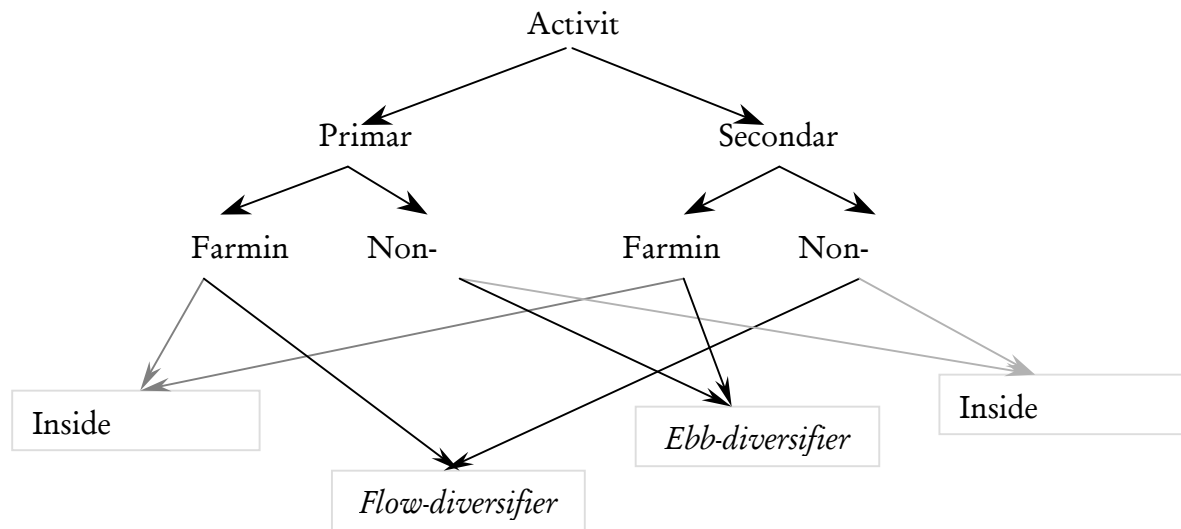 Activit
Primar
Secondar
Farmin
Non-
Farmin
Non-
Inside
Inside
Ebb-diversifier
Flow-diversifier